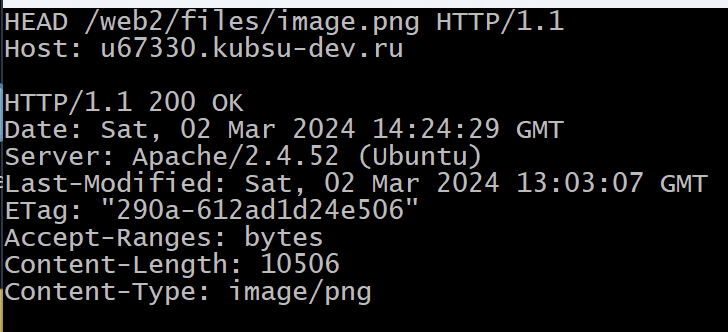 HEAD /web2/files/image.png HTTP/1.1
Host: u67330.kubsu-dev.ru

HTTP/1.1 200 OK
Date: Sat, 02 Mar 2024 14:24:29 GMT
Server: Apache/2.4.52 (Ubuntu)
Last-Modified: Sat, 02 Mar 2024 13:03:07 GMT
ETag: "290a-612ad1d24e506"
Accept-Ranges: bytes
Content-Length: 10506
Content-Type: image/png